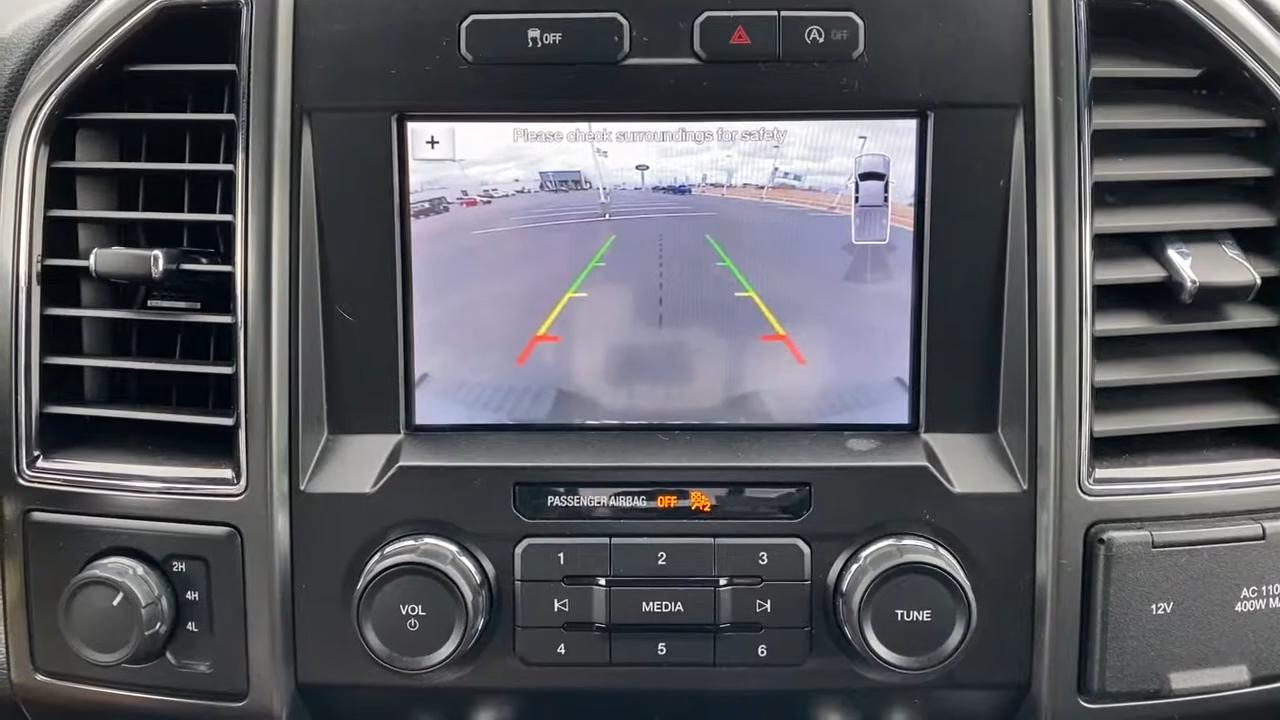 OFF
OFF
+
Please check surroundings for safety
PASSENGER AIRBAG OFF 2
2H
4H
4L
VOL
1
2
3
MEDIA
4
5
6
TUNE
12V
AC 110
400W